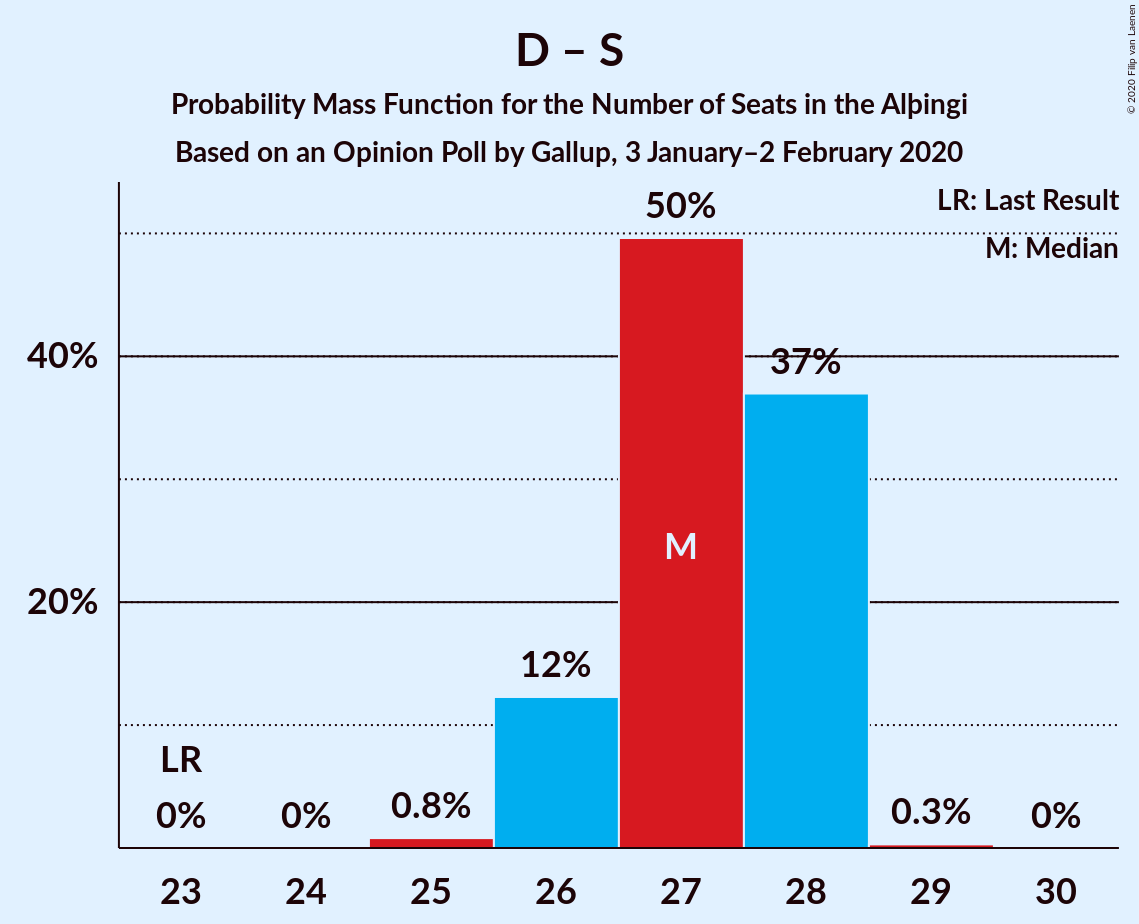 D – S
Probability Mass Function for the Number of Seats in the Alþingi
Based on an Opinion Poll by Gallup, 3 January–2 February 2020
© 2020 Filip van Laenen
LR: Last Result
M: Median
40%
20%
LR
0%
0%
0.8%
12%
50%
M
37%
0.3%
0%
23 24 25 26 27 28 29 30